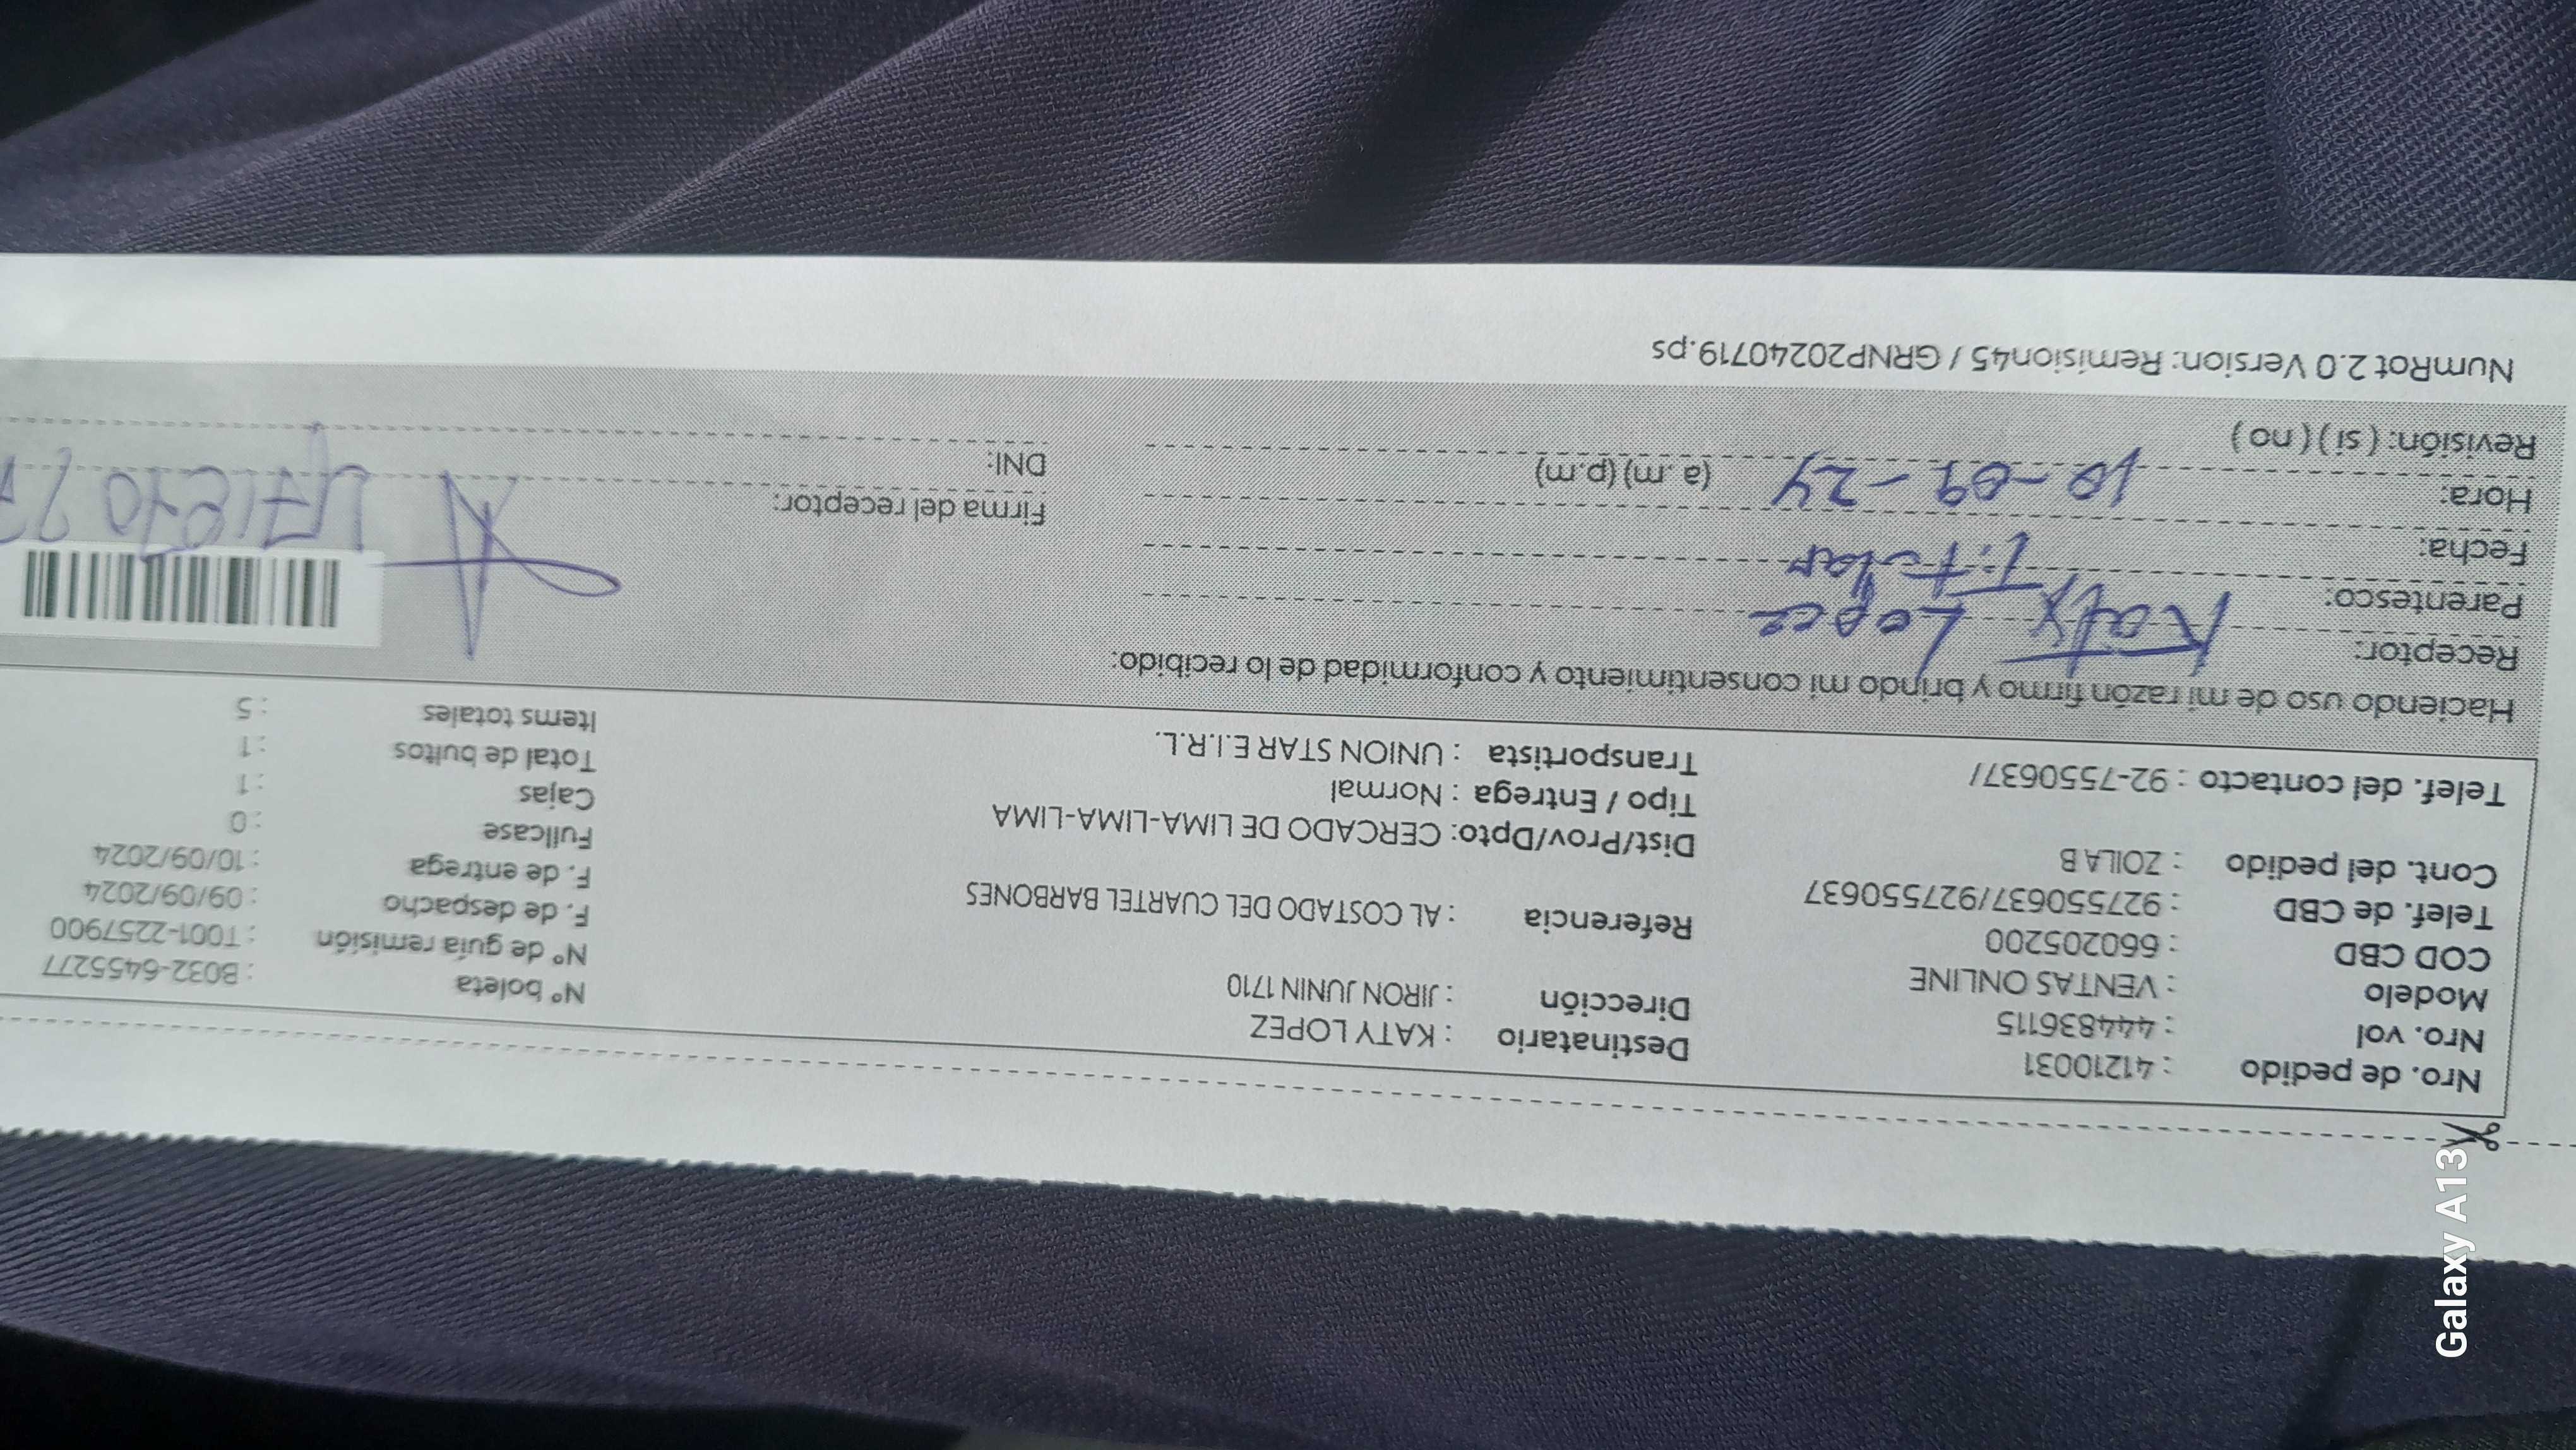 Nro. de pedido : 41210031
Nro. vol : 444836115
Modelo : VENTAS ONLINE
COD CBD : 660205200
Telef. de CBD : 927550637/927550637
Cont. del pedido : ZOILA B
Telef. del contacto : 92-7550637/
Destinatario : KATY LOPEZ
Dirección : JIRON JUNIN 1710
Referencia : AL COSTADO DEL CUARTEL BARBONES
Dist/Prov/Dpto: CERCADO DE LIMA-LIMA-LIMA
Tipo / Entrega : Normal
Transportista : UNION STAR E.I.R.L.
N° boleta : B032-6455277
N° de guía remisión : T001-2257900
F. de despacho : 09/09/2024
F. de entrega : 10/09/2024
Fullcase : 0
Cajas : 1
Total de bultos : 1
Items totales : 5
Haciendo uso de mi razón firmo y brindo mi consentimiento y conformidad de lo recibido:
Receptor: Katy Lopez
Parentesco: Titular
Fecha:
Hora: 10-09-24 (a. m) (p.m)
Revisión: ( si ) ( no )
Firma del receptor:
DNI:
NumRot 2.0 Version: Remision45 / GRNP20240719.ps
Galaxy A13